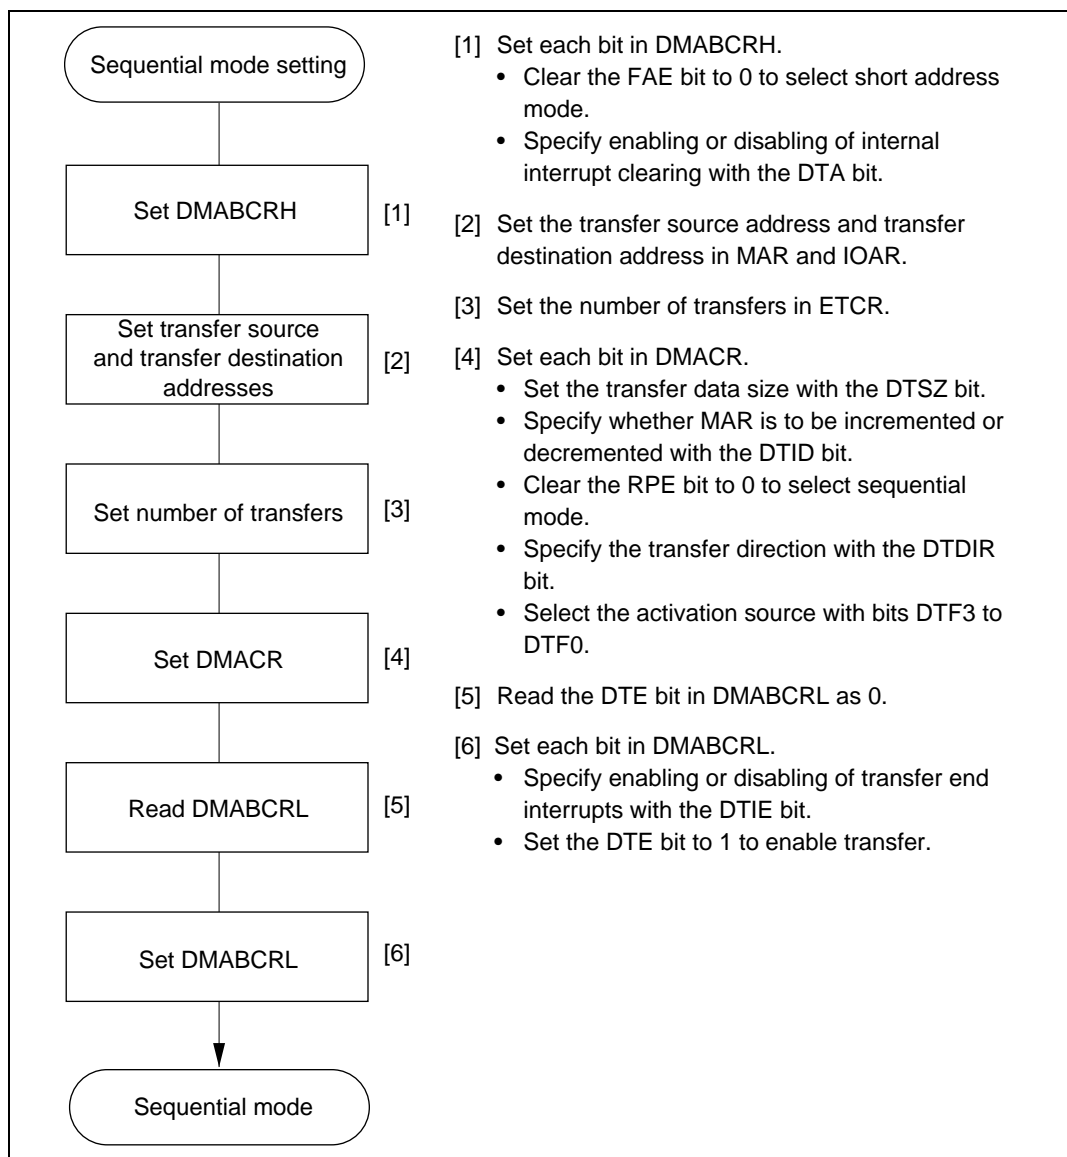 Sequential mode setting
Set DMABCRH
[1]
Set transfer source
and transfer destination
addresses
[2]
Set number of transfers
[3]
Set DMACR
[4]
Read DMABCRL
[5]
Set DMABCRL
[6]
Sequential mode
[1] Set each bit in DMABCRH.
• Clear the FAE bit to 0 to select short address
mode.
• Specify enabling or disabling of internal
interrupt clearing with the DTA bit.
[2] Set the transfer source address and transfer
destination address in MAR and IOAR.
[3] Set the number of transfers in ETCR.
[4] Set each bit in DMACR.
• Set the transfer data size with the DTSZ bit.
• Specify whether MAR is to be incremented or
decremented with the DTID bit.
• Clear the RPE bit to 0 to select sequential
mode.
• Specify the transfer direction with the DTDIR
bit.
• Select the activation source with bits DTF3 to
DTF0.
[5] Read the DTE bit in DMABCRL as 0.
[6] Set each bit in DMABCRL.
• Specify enabling or disabling of transfer end
interrupts with the DTIE bit.
• Set the DTE bit to 1 to enable transfer.